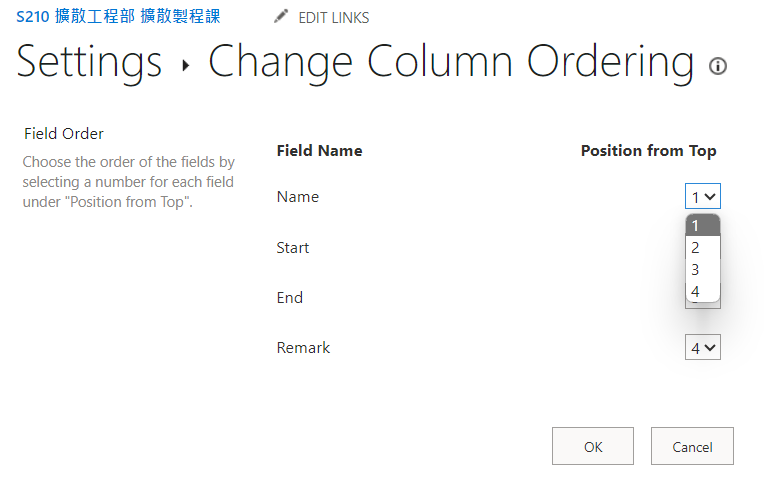 S210 擴散工程部 擴散製程課 EDIT LINKS
Settings ▸ Change Column Ordering
Field Order
Choose the order of the fields by
selecting a number for each field
under "Position from Top".
Field Name Position from Top
Name 1
1
2
3
4
Start
End
Remark 4
OK Cancel